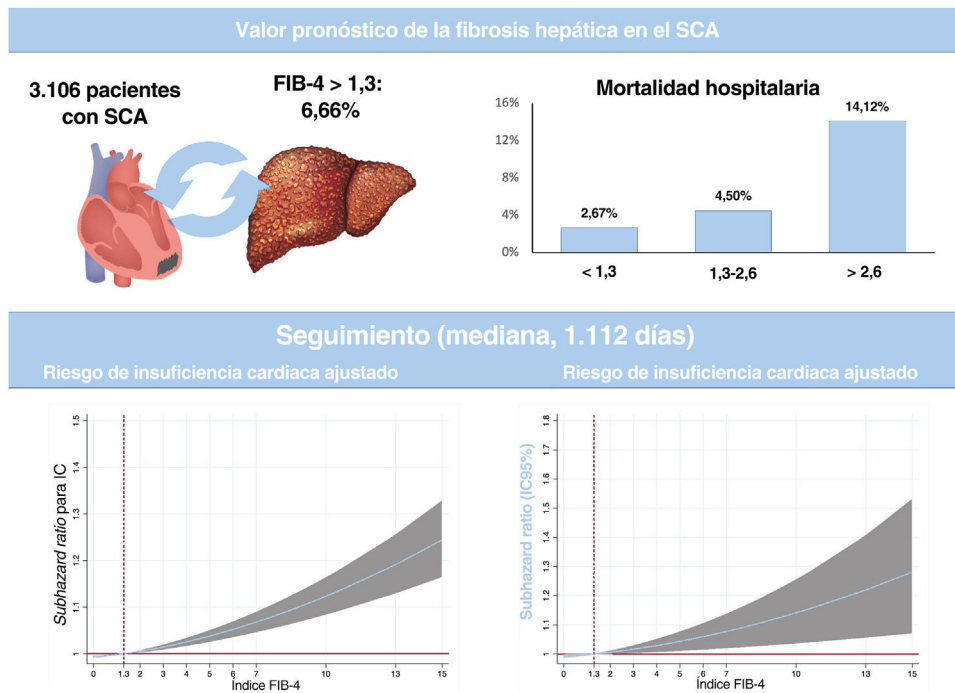 Valor pronóstico de la fibrosis hepática en el SCA
3.106 pacientes
con SCA
FIB-4 > 1,3:
6,66%
Mortalidad hospitalaria
16%
12%
8%
4%
0%
2,67%
4,50%
14,12%
< 1,3
1,3-2,6
> 2,6
Seguimiento (mediana, 1.112 días)
Riesgo de insuficiencia cardiaca ajustado
Riesgo de insuficiencia cardiaca ajustado
Subhazard ratio para IC
1.5
1.4
1.3
1.2
1.1
1
0 1.3 2 3 4 5 6 7 10 13 15
Índice FIB-4
Subhazard ratio (IC95%)
1.8
1.7
1.6
1.5
1.4
1.3
1.2
1.1
1
0 1.3 2 3 4 5 6 7 10 13 15
Índice FIB-4